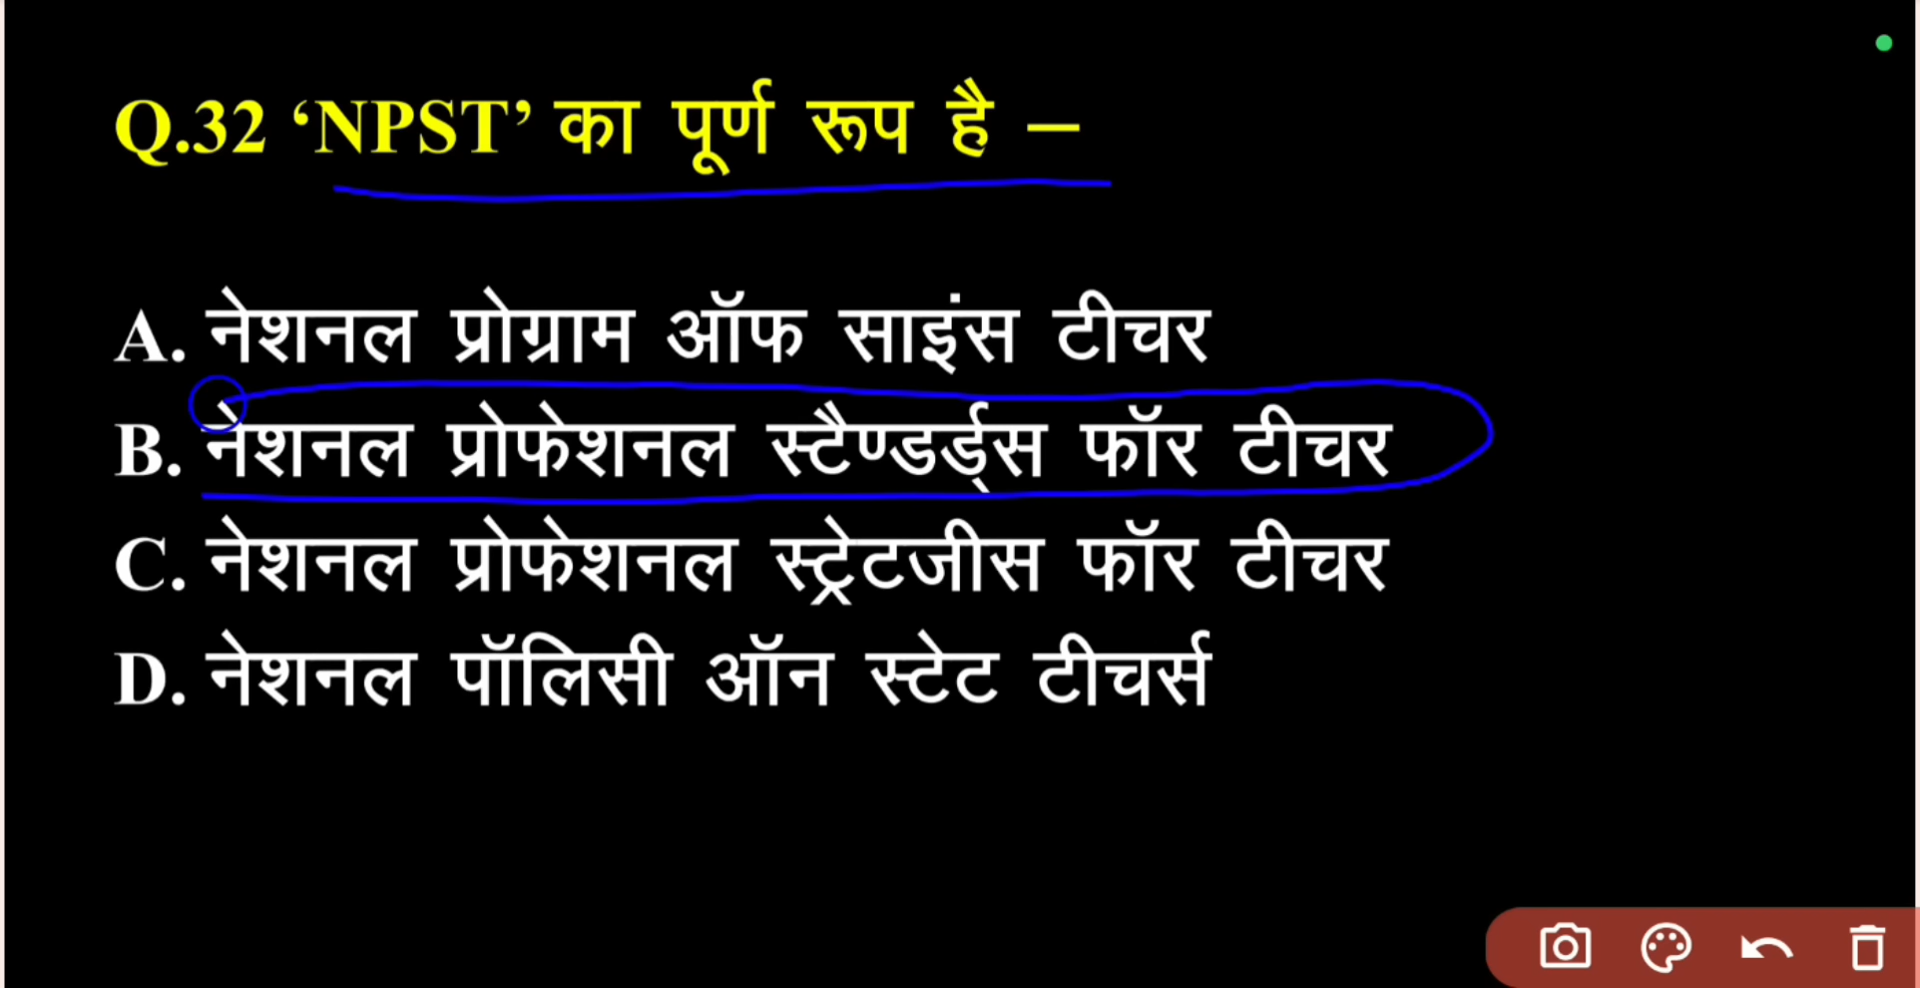 Q.32 ‘NPST’ का पूर्ण रूप है –
A. नेशनल प्रोग्राम ऑफ साइंस टीचर
B. नेशनल प्रोफेशनल स्टैण्डर्ड्स फॉर टीचर
C. नेशनल प्रोफेशनल स्ट्रेटजीस फॉर टीचर
D. नेशनल पॉलिसी ऑन स्टेट टीचर्स